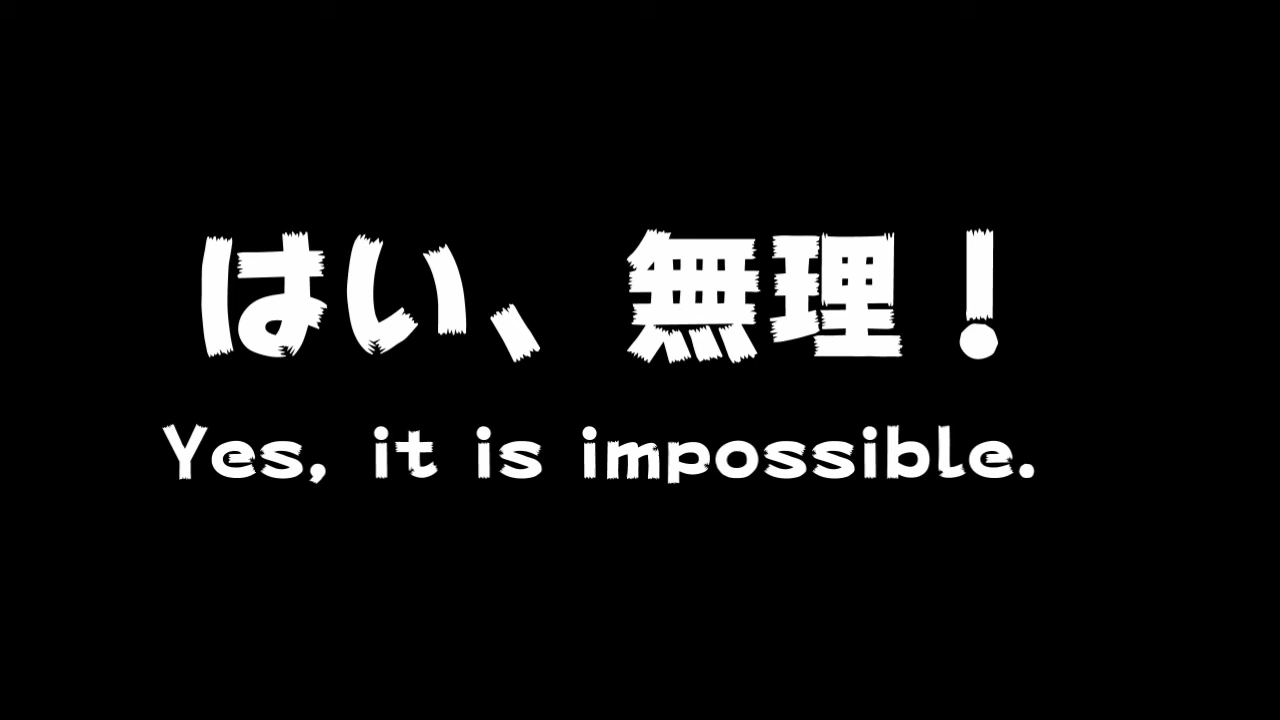 はい、無理！
Yes, it is impossible.